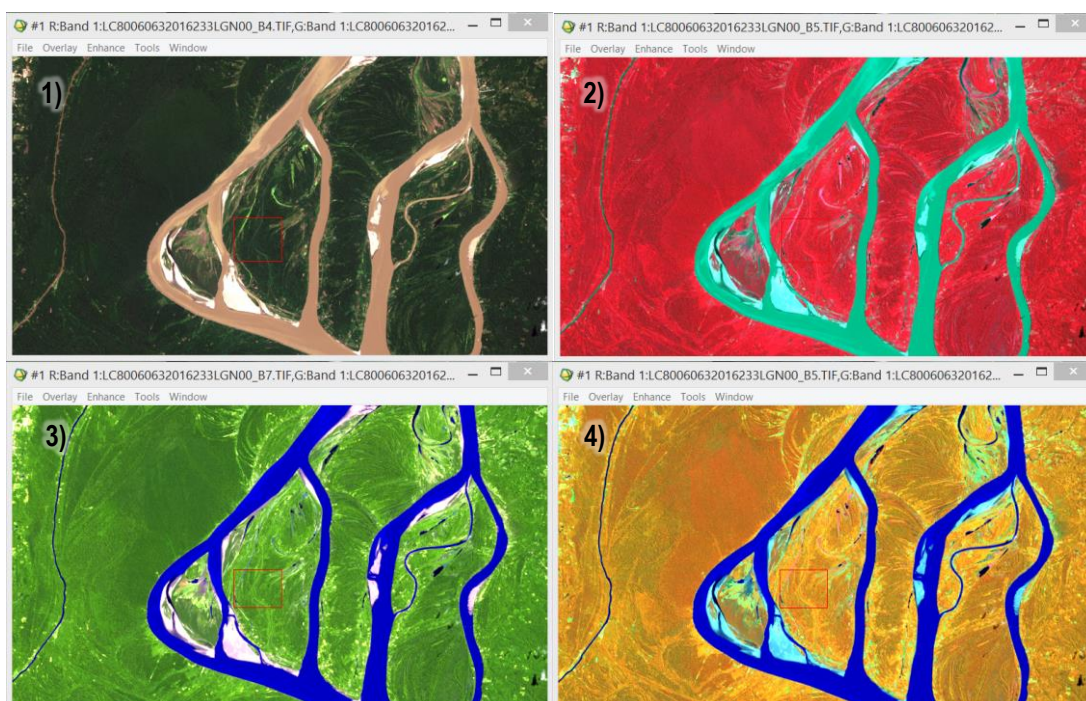 #1 R:Band 1:LC80060632016233LGN00_B4.TIF,G:Band 1:LC800606320162...
File Overlay Enhance Tools Window
1)
#1 R:Band 1:LC80060632016233LGN00_B5.TIF,G:Band 1:LC800606320162...
File Overlay Enhance Tools Window
2)
#1 R:Band 1:LC80060632016233LGN00_B7.TIF,G:Band 1:LC800606320162...
File Overlay Enhance Tools Window
3)
#1 R:Band 1:LC80060632016233LGN00_B5.TIF,G:Band 1:LC800606320162...
File Overlay Enhance Tools Window
4)